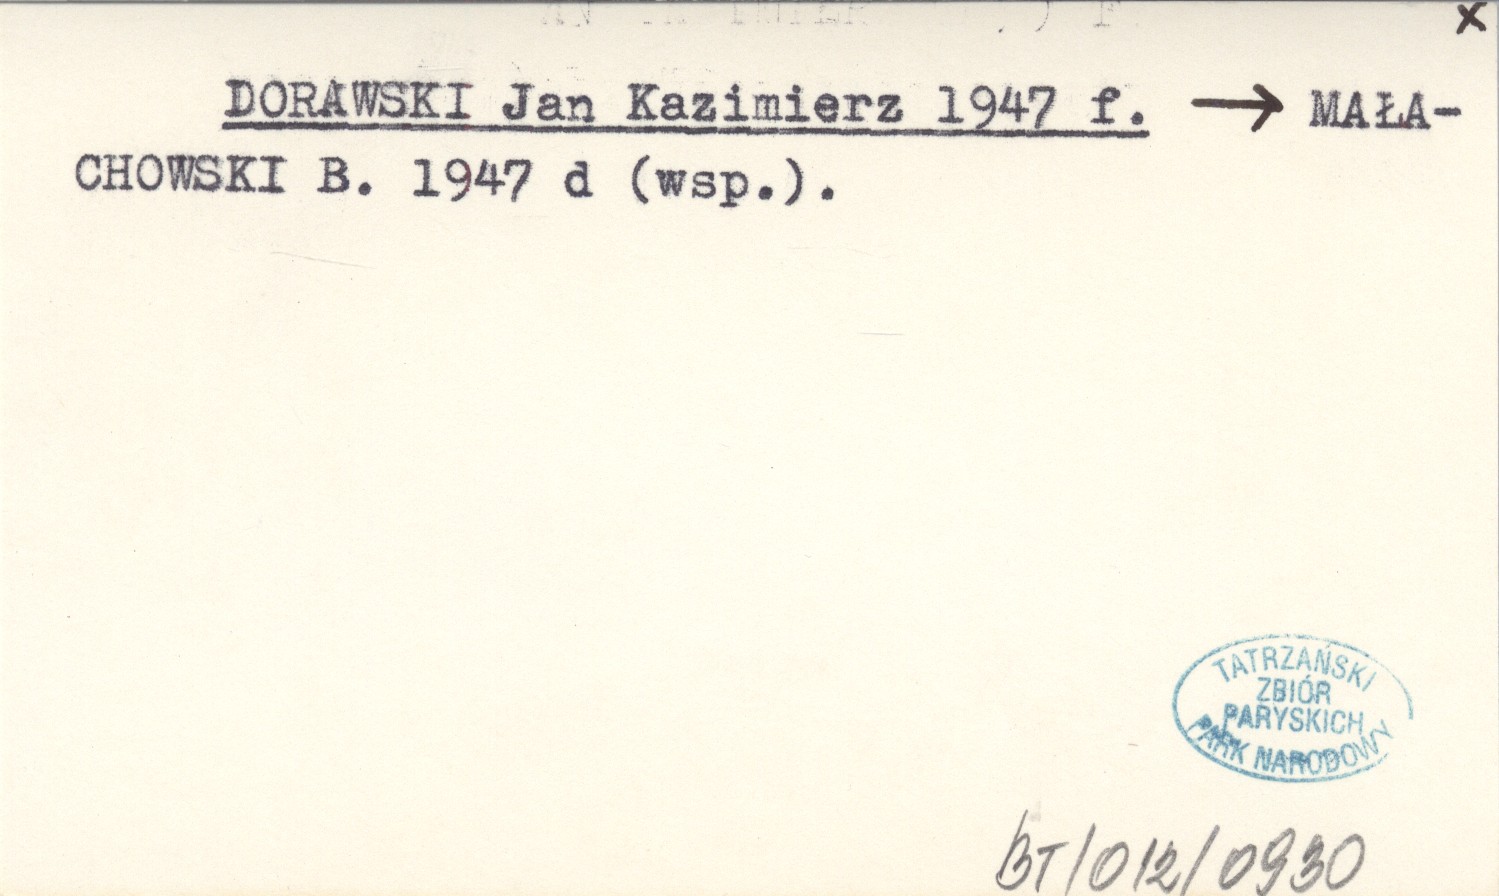 x
DORAWSKI Jan Kazimierz 1947 f. → MAŁA-
CHOWSKI B. 1947 d (wsp.).
TATRZAŃSKI
ZBIÓR
PARYSKICH
PARK NARODOWY
BT/012/0930